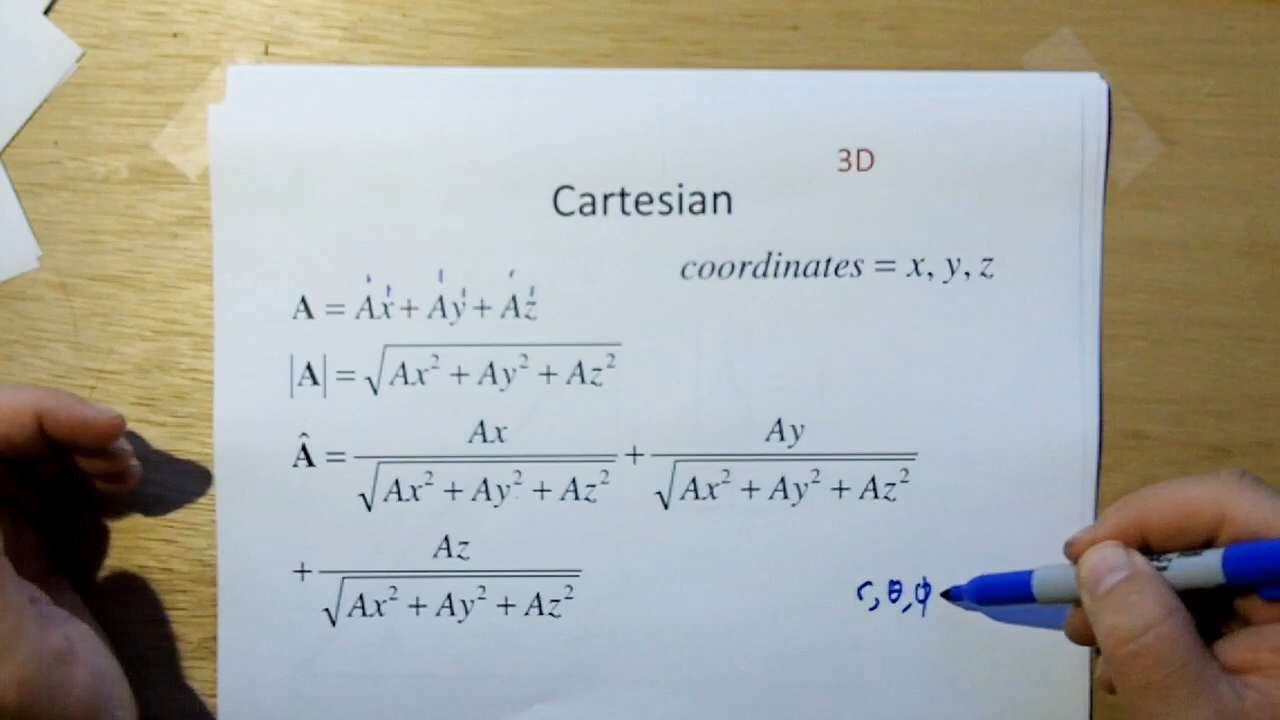 3D
Cartesian
coordinates = x, y, z
A = Ax + Ay + Az
|A| = √(Ax² + Ay² + Az²)
Â = Ax / √(Ax² + Ay² + Az²) + Ay / √(Ax² + Ay² + Az²)
+ Az / √(Ax² + Ay² + Az²)
r, θ, φ